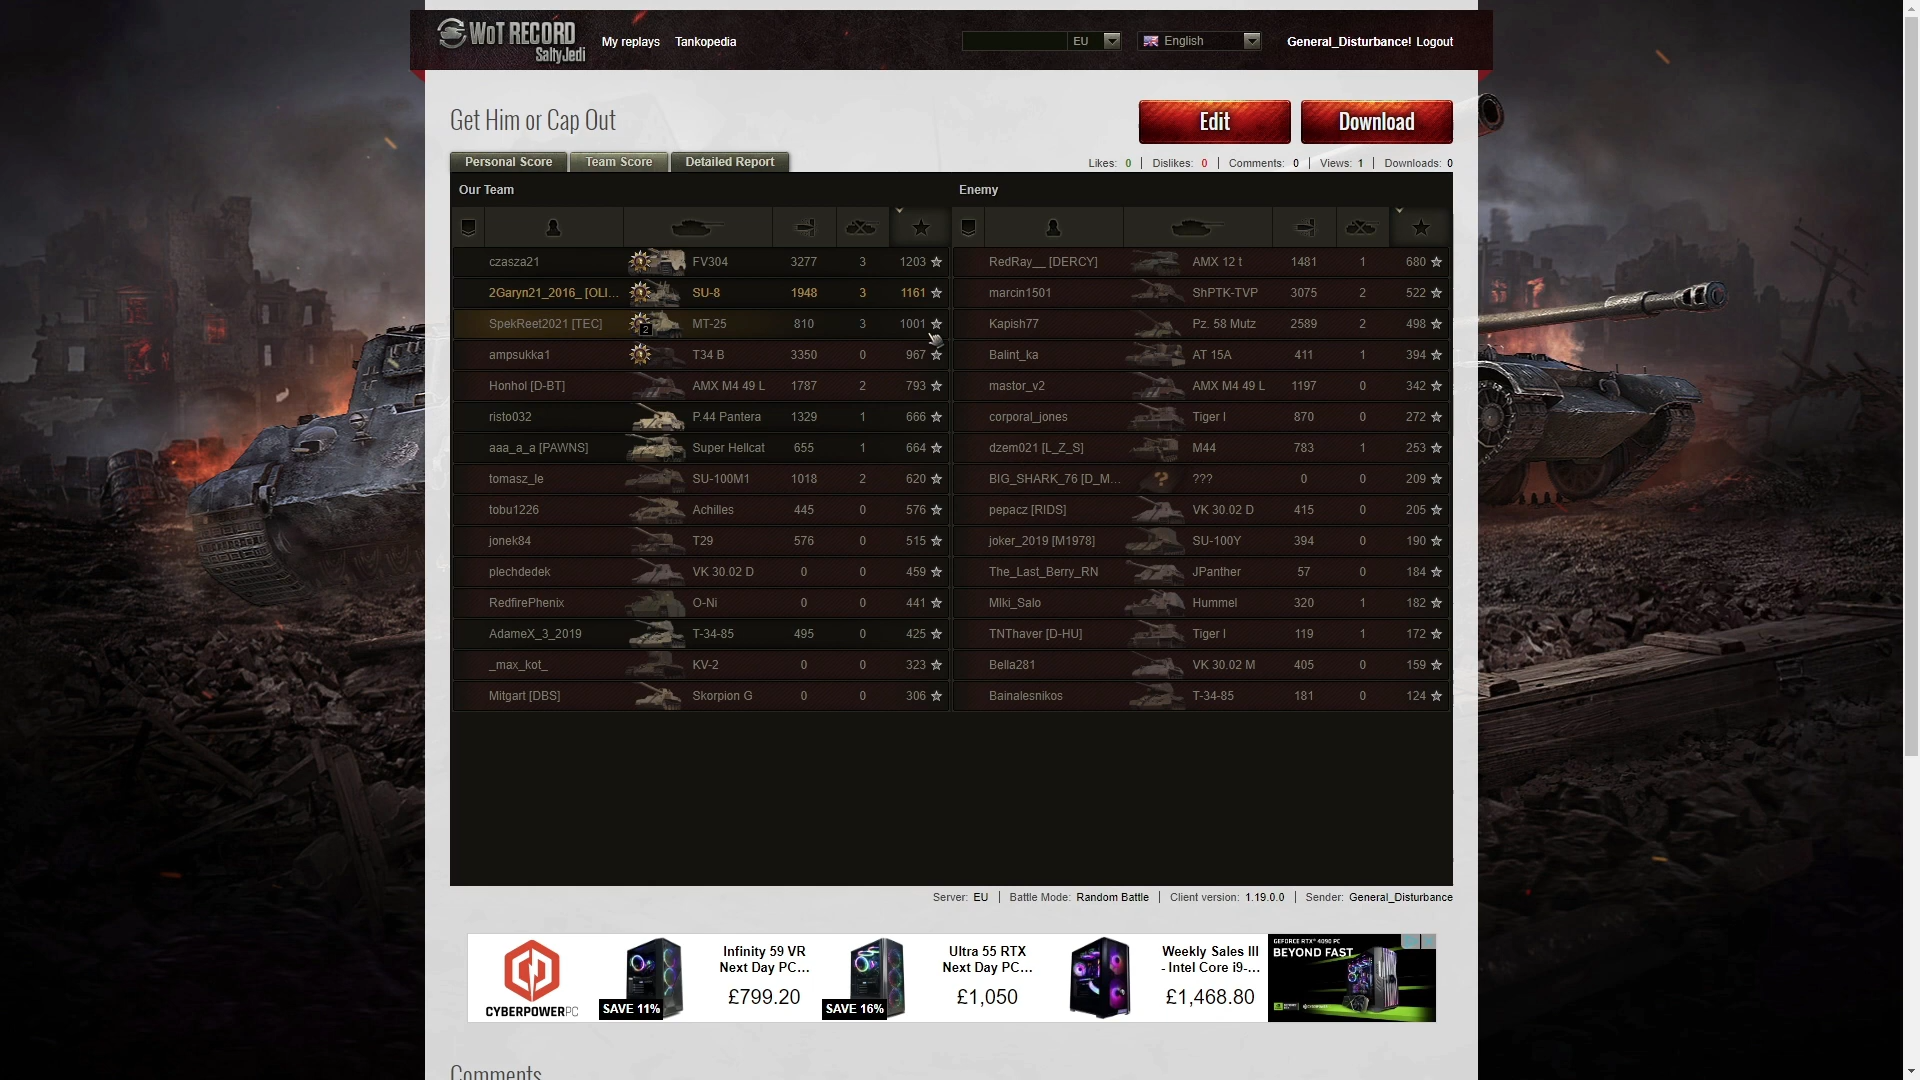 WoT RECORD
SaltyJedi
My replays Tankopedia
EU
English
General_Disturbance! Logout
Get Him or Cap Out
Edit Download
Personal Score Team Score Detailed Report
Likes: 0 | Dislikes: 0 | Comments: 0 | Views: 1 | Downloads: 0
Our Team Enemy
czasza21 FV304 3277 3 1203 RedRay__ [DERCY] AMX 12 t 1481 1 680
2Garyn21_2016_ [OLI... SU-8 1948 3 1161 marcin1501 ShPTK-TVP 3075 2 522
SpekReet2021 [TEC] 2 MT-25 810 3 1001 Kapish77 Pz. 58 Mutz 2589 2 498
ampsukka1 T34 B 3350 0 967 Balint_ka AT 15A 411 1 394
Honhol [D-BT] AMX M4 49 L 1787 2 793 mastor_v2 AMX M4 49 L 1197 0 342
risto032 P.44 Pantera 1329 1 666 corporal_jones Tiger I 870 0 272
aaa_a_a [PAWNS] Super Hellcat 655 1 664 dzem021 [L_Z_S] M44 783 1 253
tomasz_le SU-100M1 1018 2 620 BIG_SHARK_76 [D_M... ? ??? 0 0 209
tobu1226 Achilles 445 0 576 pepacz [RIDS] VK 30.02 D 415 0 205
jonek84 T29 576 0 515 joker_2019 [M1978] SU-100Y 394 0 190
plechdedek VK 30.02 D 0 0 459 The_Last_Berry_RN JPanther 57 0 184
RedfirePhenix O-Ni 0 0 441 Mlki_Salo Hummel 320 1 182
AdameX_3_2019 T-34-85 495 0 425 TNThaver [D-HU] Tiger I 119 1 172
_max_kot_ KV-2 0 0 323 Bella281 VK 30.02 M 405 0 159
Mitgart [DBS] Skorpion G 0 0 306 Bainalesnikos T-34-85 181 0 124
Server: EU | Battle Mode: Random Battle | Client version: 1.19.0.0 | Sender: General_Disturbance
CYBERPOWERPC
SAVE 11%
Infinity 59 VR
Next Day PC...
£799.20
SAVE 16%
Ultra 55 RTX
Next Day PC...
£1,050
Weekly Sales III
- Intel Core i9-...
£1,468.80
GEFORCE RTX® 4090 PC
BEYOND FAST
Comments